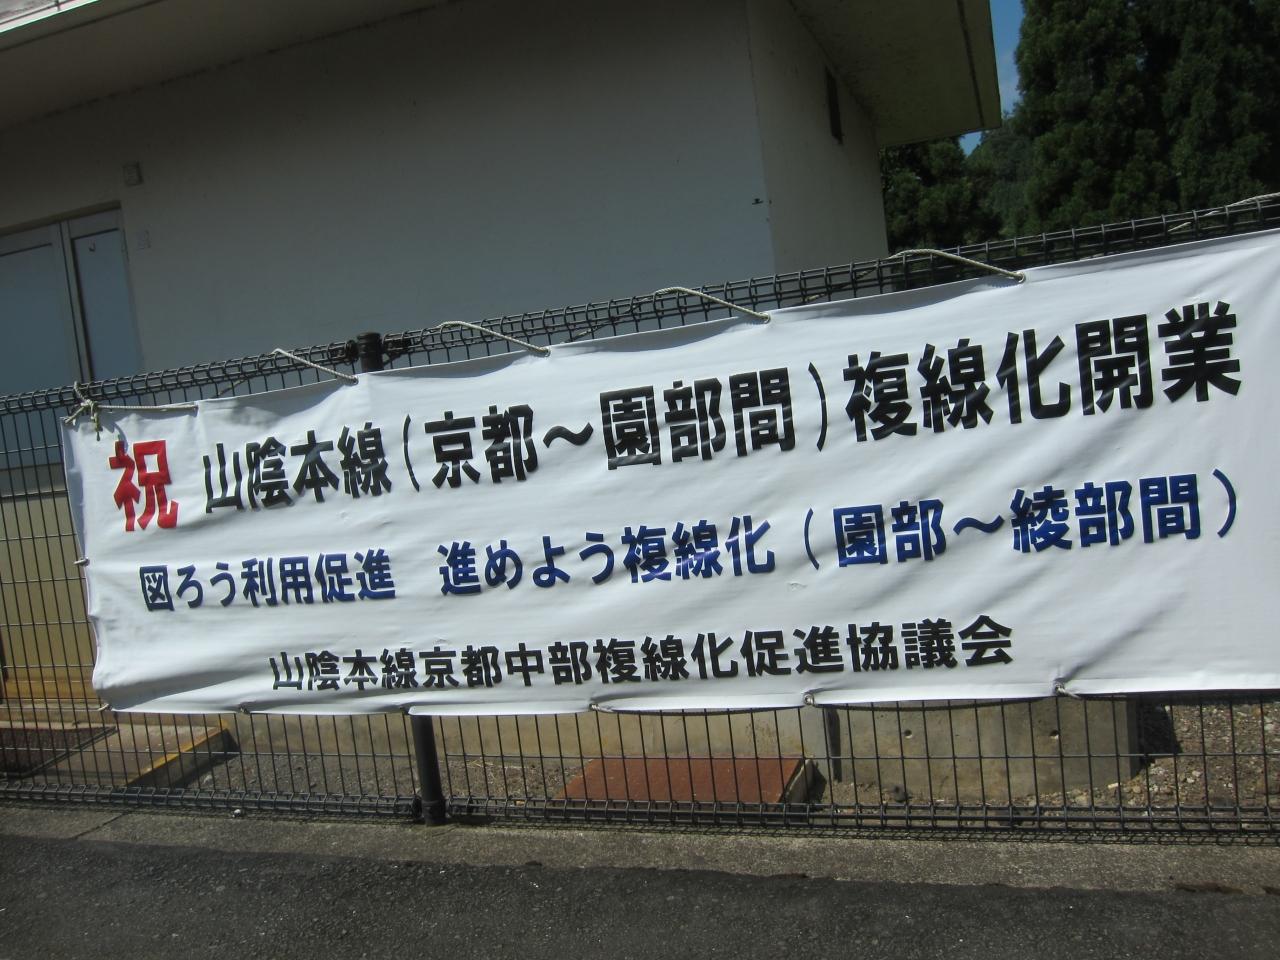 祝 山陰本線(京都～園部間)複線化開業
図ろう利用促進 進めよう複線化(園部～綾部間)
山陰本線京都中部複線化促進協議会